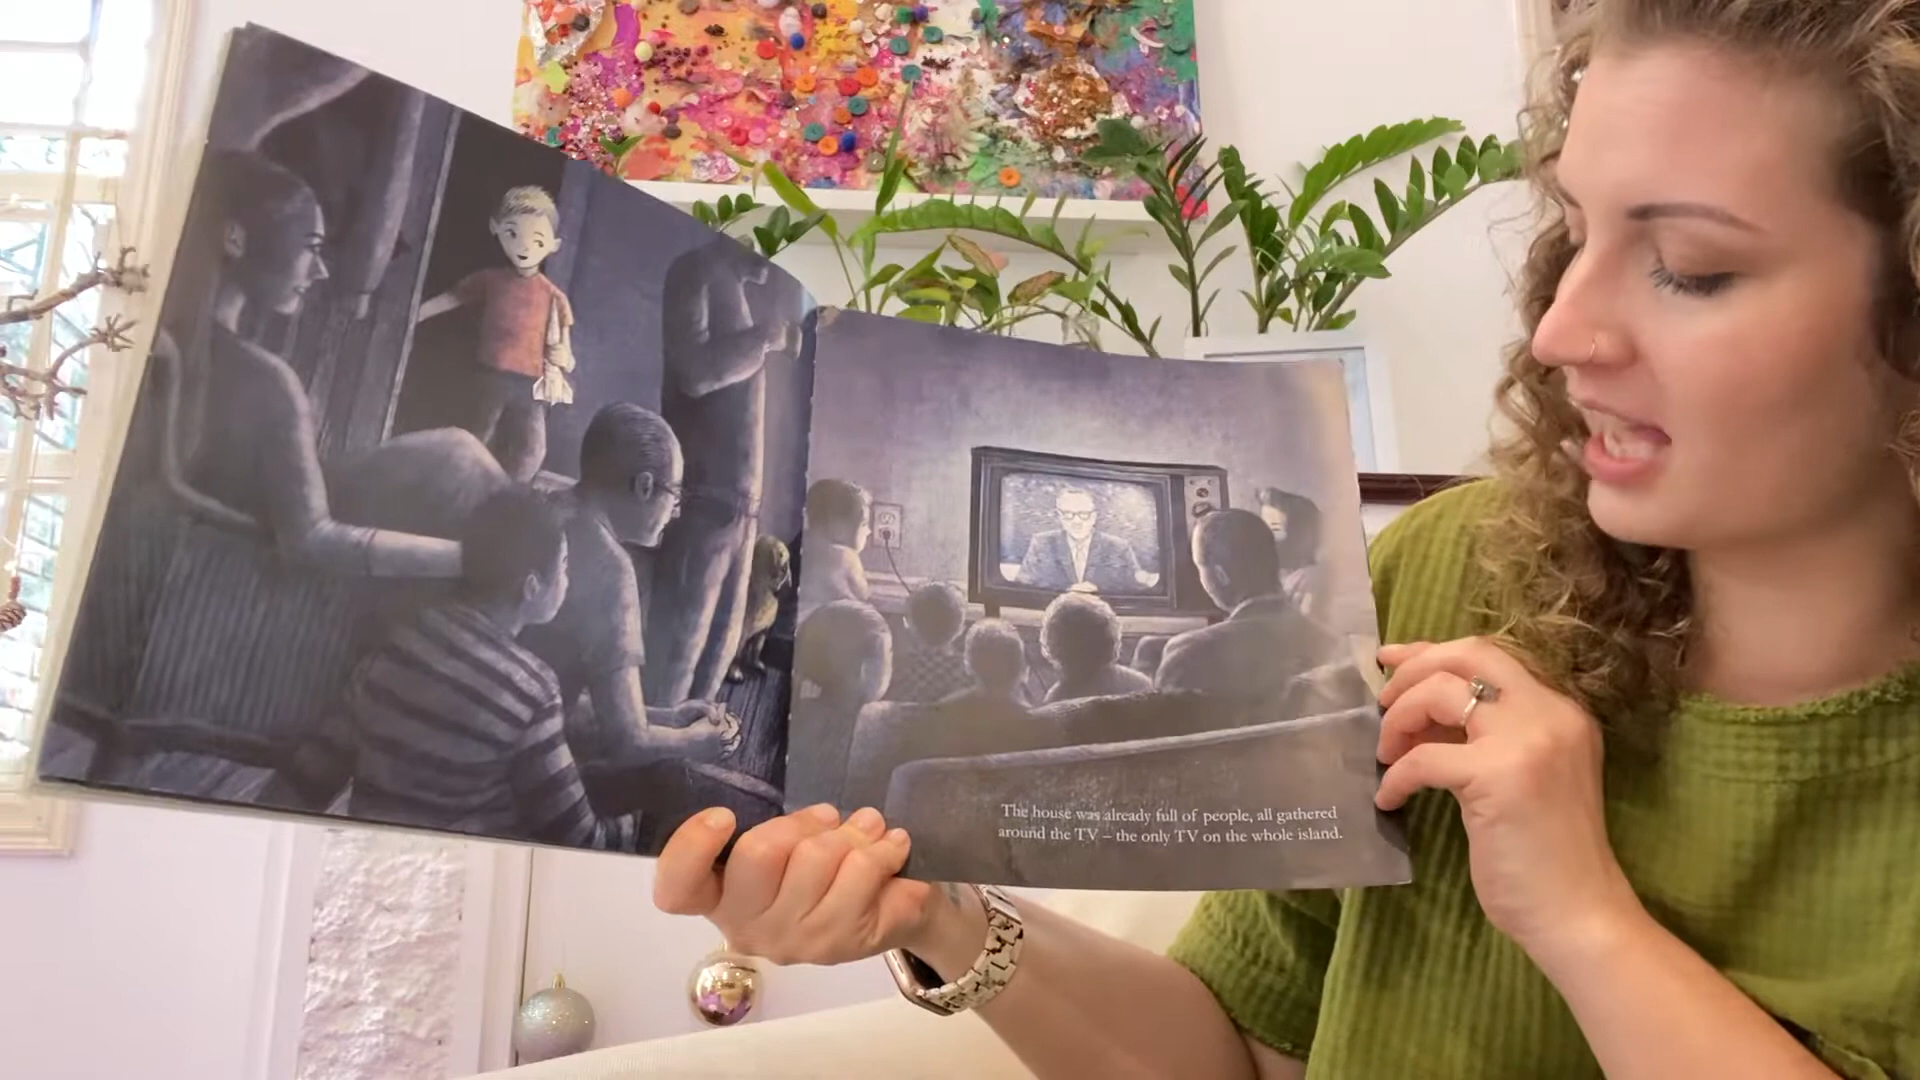 The house was already full of people, all gathered
around the TV – the only TV on the whole island.